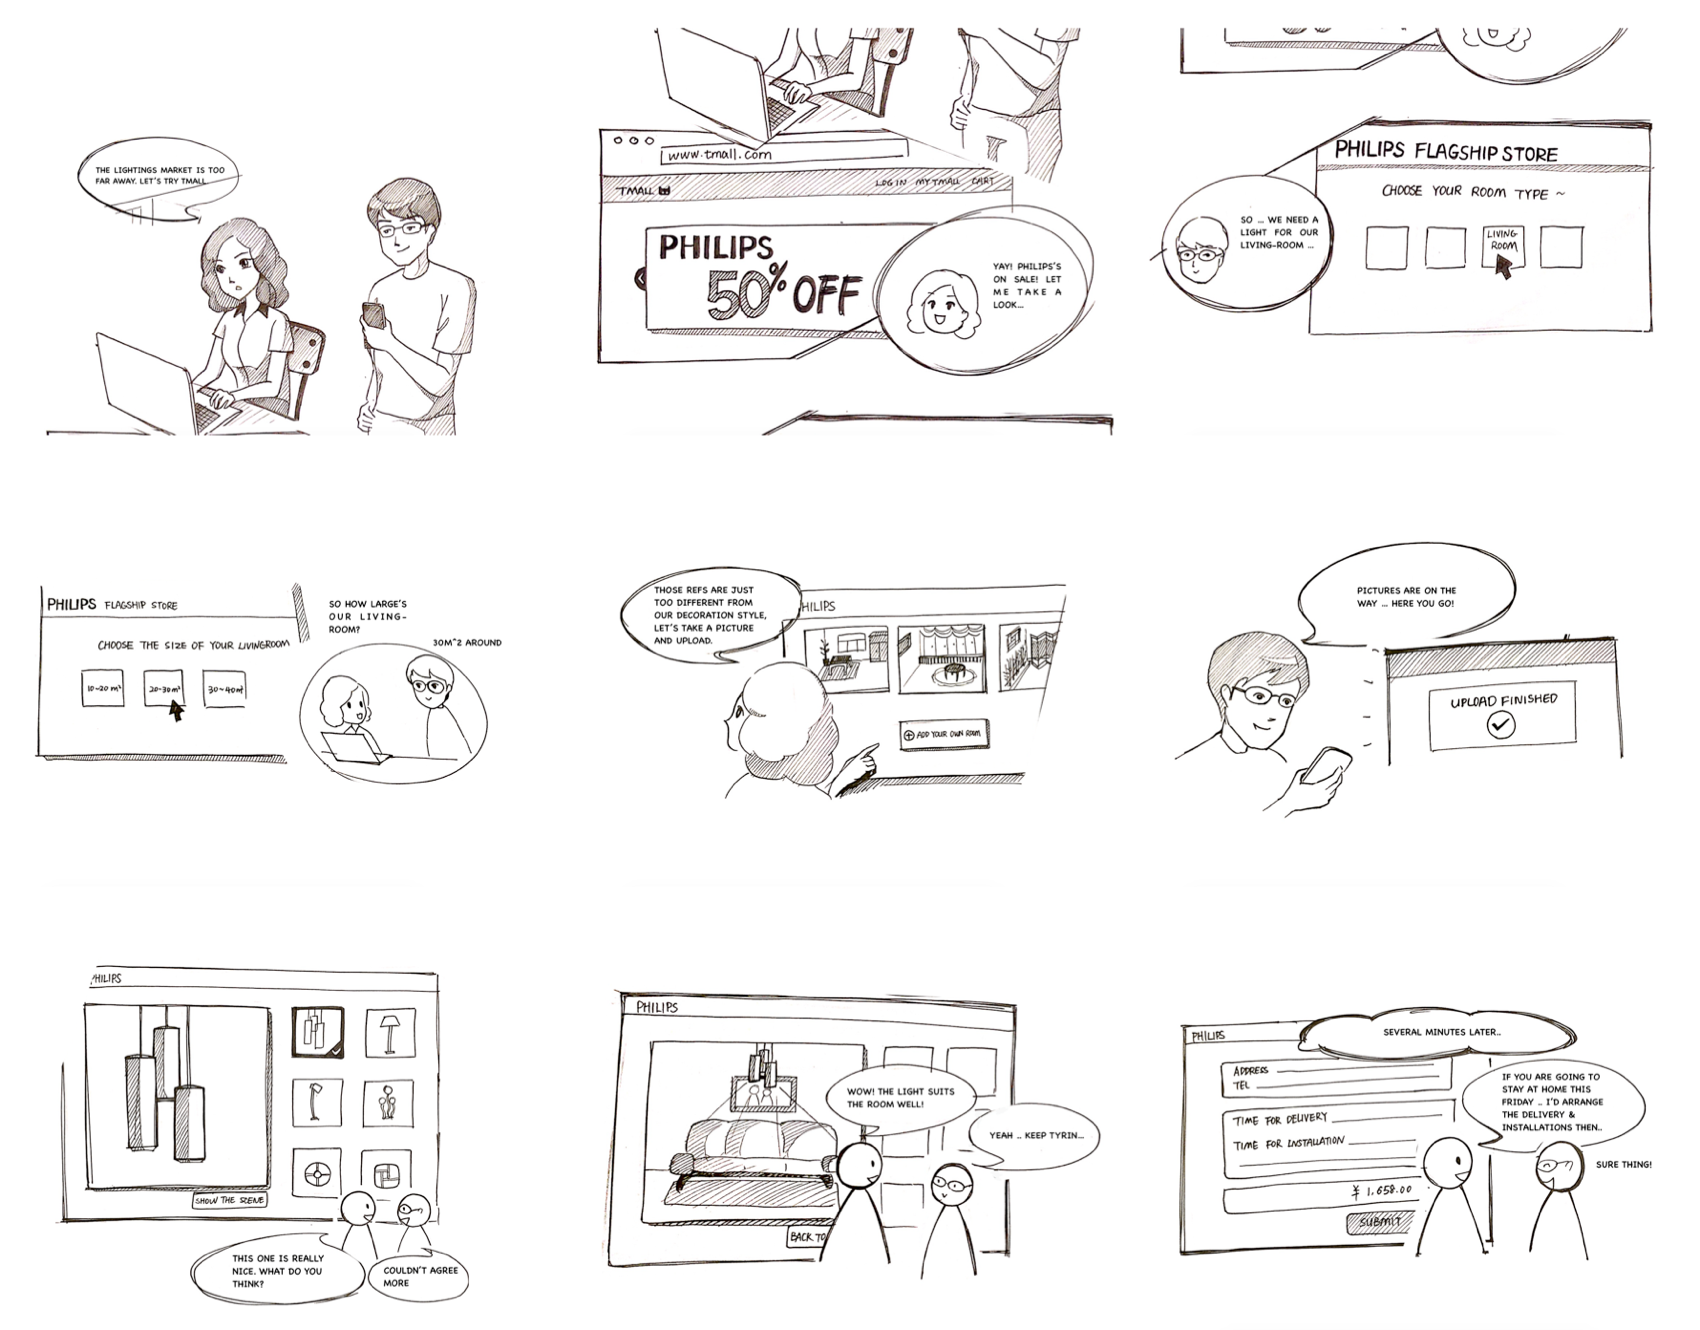 THE LIGHTINGS MARKET IS TOO
FAR AWAY. LET'S TRY TMALL
www.tmall.com
TMALL
LOG IN MY TMALL CART
PHILIPS
50% OFF
YAY! PHILIPS'S
ON SALE! LET
ME TAKE A
LOOK...
PHILIPS FLAGSHIP STORE
CHOOSE YOUR ROOM TYPE ~
SO ... WE NEED A
LIGHT FOR OUR
LIVING-ROOM ...
LIVING
ROOM
PHILIPS FLAGSHIP STORE
CHOOSE THE SIZE OF YOUR LIVINGROOM
10~20 m²
20-30m²
30~40m²
SO HOW LARGE'S
OUR LIVING-
ROOM?
30M^2 AROUND
THOSE REFS ARE JUST
TOO DIFFERENT FROM
OUR DECORATION STYLE,
LET'S TAKE A PICTURE
AND UPLOAD.
HILIPS
ADD YOUR OWN ROOM
PICTURES ARE ON THE
WAY ... HERE YOU GO!
UPLOAD FINISHED
PHILIPS
SHOW THE SCENE
THIS ONE IS REALLY
NICE. WHAT DO YOU
THINK?
COULDN'T AGREE
MORE
PHILIPS
WOW! THE LIGHT SUITS
THE ROOM WELL!
YEAH .. KEEP TYRIN...
BACK TO
PHILIPS
SEVERAL MINUTES LATER..
ADDRESS
TEL
TIME FOR DELIVERY
TIME FOR INSTALLATION
¥ 1,658.00
SUBMIT
IF YOU ARE GOING TO
STAY AT HOME THIS
FRIDAY .. I'D ARRANGE
THE DELIVERY &
INSTALLATIONS THEN..
SURE THING!